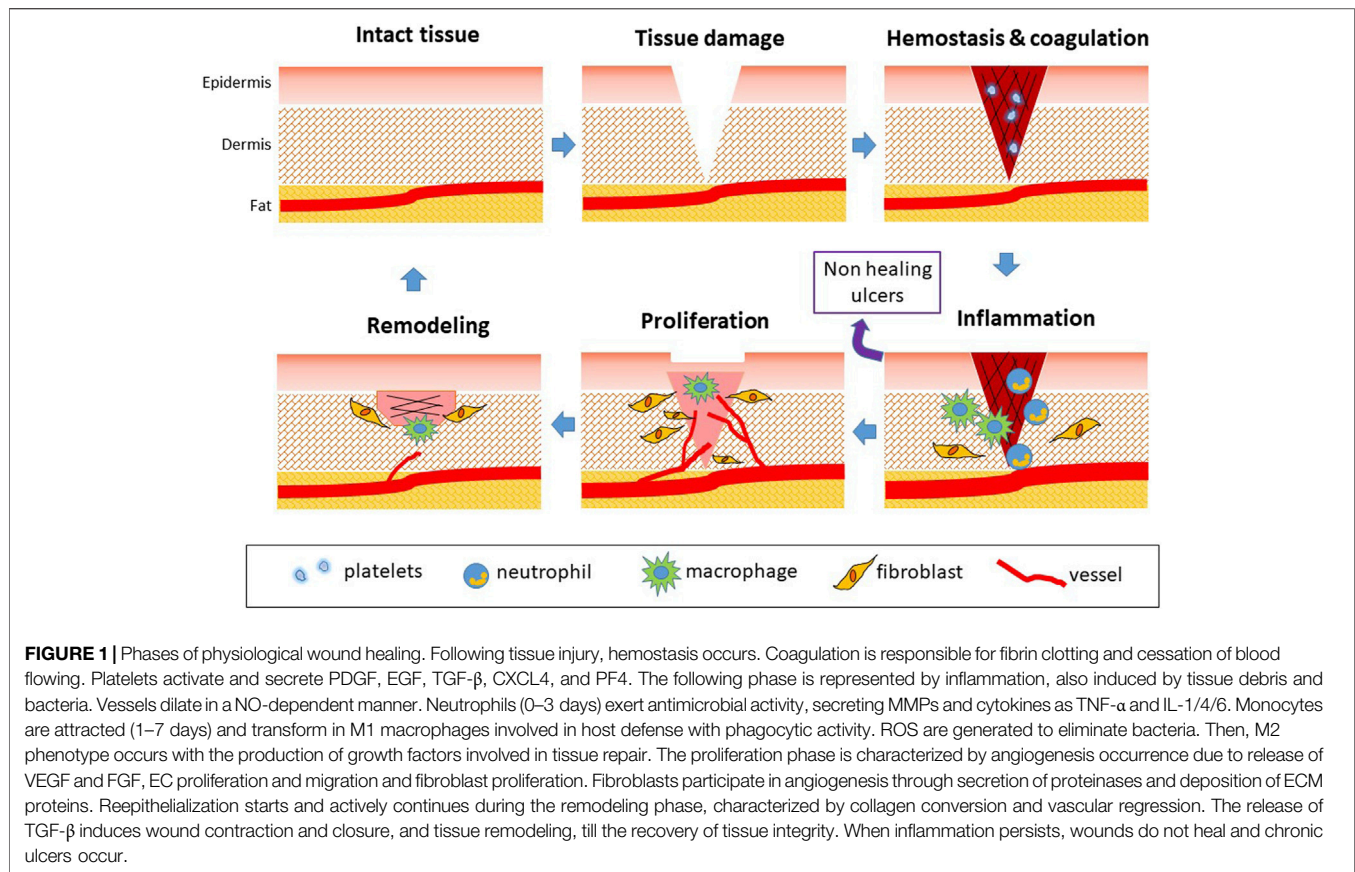 Intact tissue
Tissue damage
Hemostasis & coagulation
Epidermis
Dermis
Fat
Non healing
ulcers
Remodeling
Proliferation
Inflammation
platelets
neutrophil
macrophage
fibroblast
vessel
FIGURE 1 | Phases of physiological wound healing. Following tissue injury, hemostasis occurs. Coagulation is responsible for fibrin clotting and cessation of blood
flowing. Platelets activate and secrete PDGF, EGF, TGF-β, CXCL4, and PF4. The following phase is represented by inflammation, also induced by tissue debris and
bacteria. Vessels dilate in a NO-dependent manner. Neutrophils (0–3 days) exert antimicrobial activity, secreting MMPs and cytokines as TNF-α and IL-1/4/6. Monocytes
are attracted (1–7 days) and transform in M1 macrophages involved in host defense with phagocytic activity. ROS are generated to eliminate bacteria. Then, M2
phenotype occurs with the production of growth factors involved in tissue repair. The proliferation phase is characterized by angiogenesis occurrence due to release of
VEGF and FGF, EC proliferation and migration and fibroblast proliferation. Fibroblasts participate in angiogenesis through secretion of proteinases and deposition of ECM
proteins. Reepithelialization starts and actively continues during the remodeling phase, characterized by collagen conversion and vascular regression. The release of
TGF-β induces wound contraction and closure, and tissue remodeling, till the recovery of tissue integrity. When inflammation persists, wounds do not heal and chronic
ulcers occur.